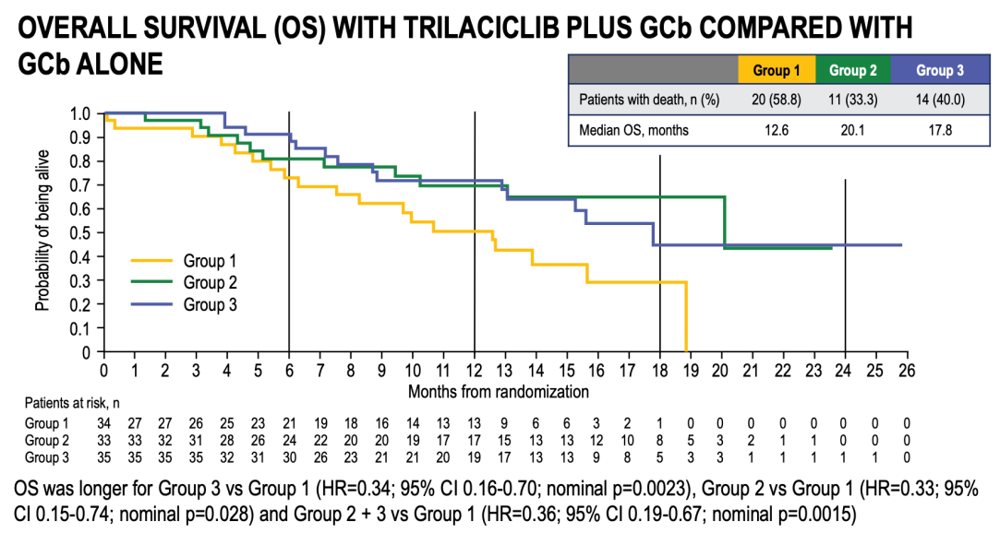 OVERALL SURVIVAL (OS) WITH TRILACICLIB PLUS GCb COMPARED WITH
GCb ALONE
Group 1 Group 2 Group 3
Patients with death, n (%) 20 (58.8) 11 (33.3) 14 (40.0)
Median OS, months 12.6 20.1 17.8
Probability of being alive
1.0
0.9
0.8
0.7
0.6
0.5
0.4
0.3
0.2
0.1
0
Group 1
Group 2
Group 3
0 1 2 3 4 5 6 7 8 9 10 11 12 13 14 15 16 17 18 19 20 21 22 23 24 25 26
Months from randomization
Patients at risk, n
Group 1 34 27 27 26 25 23 21 19 18 16 14 13 13 9 6 6 3 2 1 0 0 0 0 0 0 0 0
Group 2 33 33 32 31 28 26 24 22 20 20 19 17 17 15 13 13 12 10 8 5 3 2 1 1 0 0 0
Group 3 35 35 35 35 32 31 30 26 23 21 21 20 19 17 13 13 9 8 5 3 3 1 1 1 1 1 0
OS was longer for Group 3 vs Group 1 (HR=0.34; 95% CI 0.16-0.70; nominal p=0.0023), Group 2 vs Group 1 (HR=0.33; 95%
CI 0.15-0.74; nominal p=0.028) and Group 2 + 3 vs Group 1 (HR=0.36; 95% CI 0.19-0.67; nominal p=0.0015)